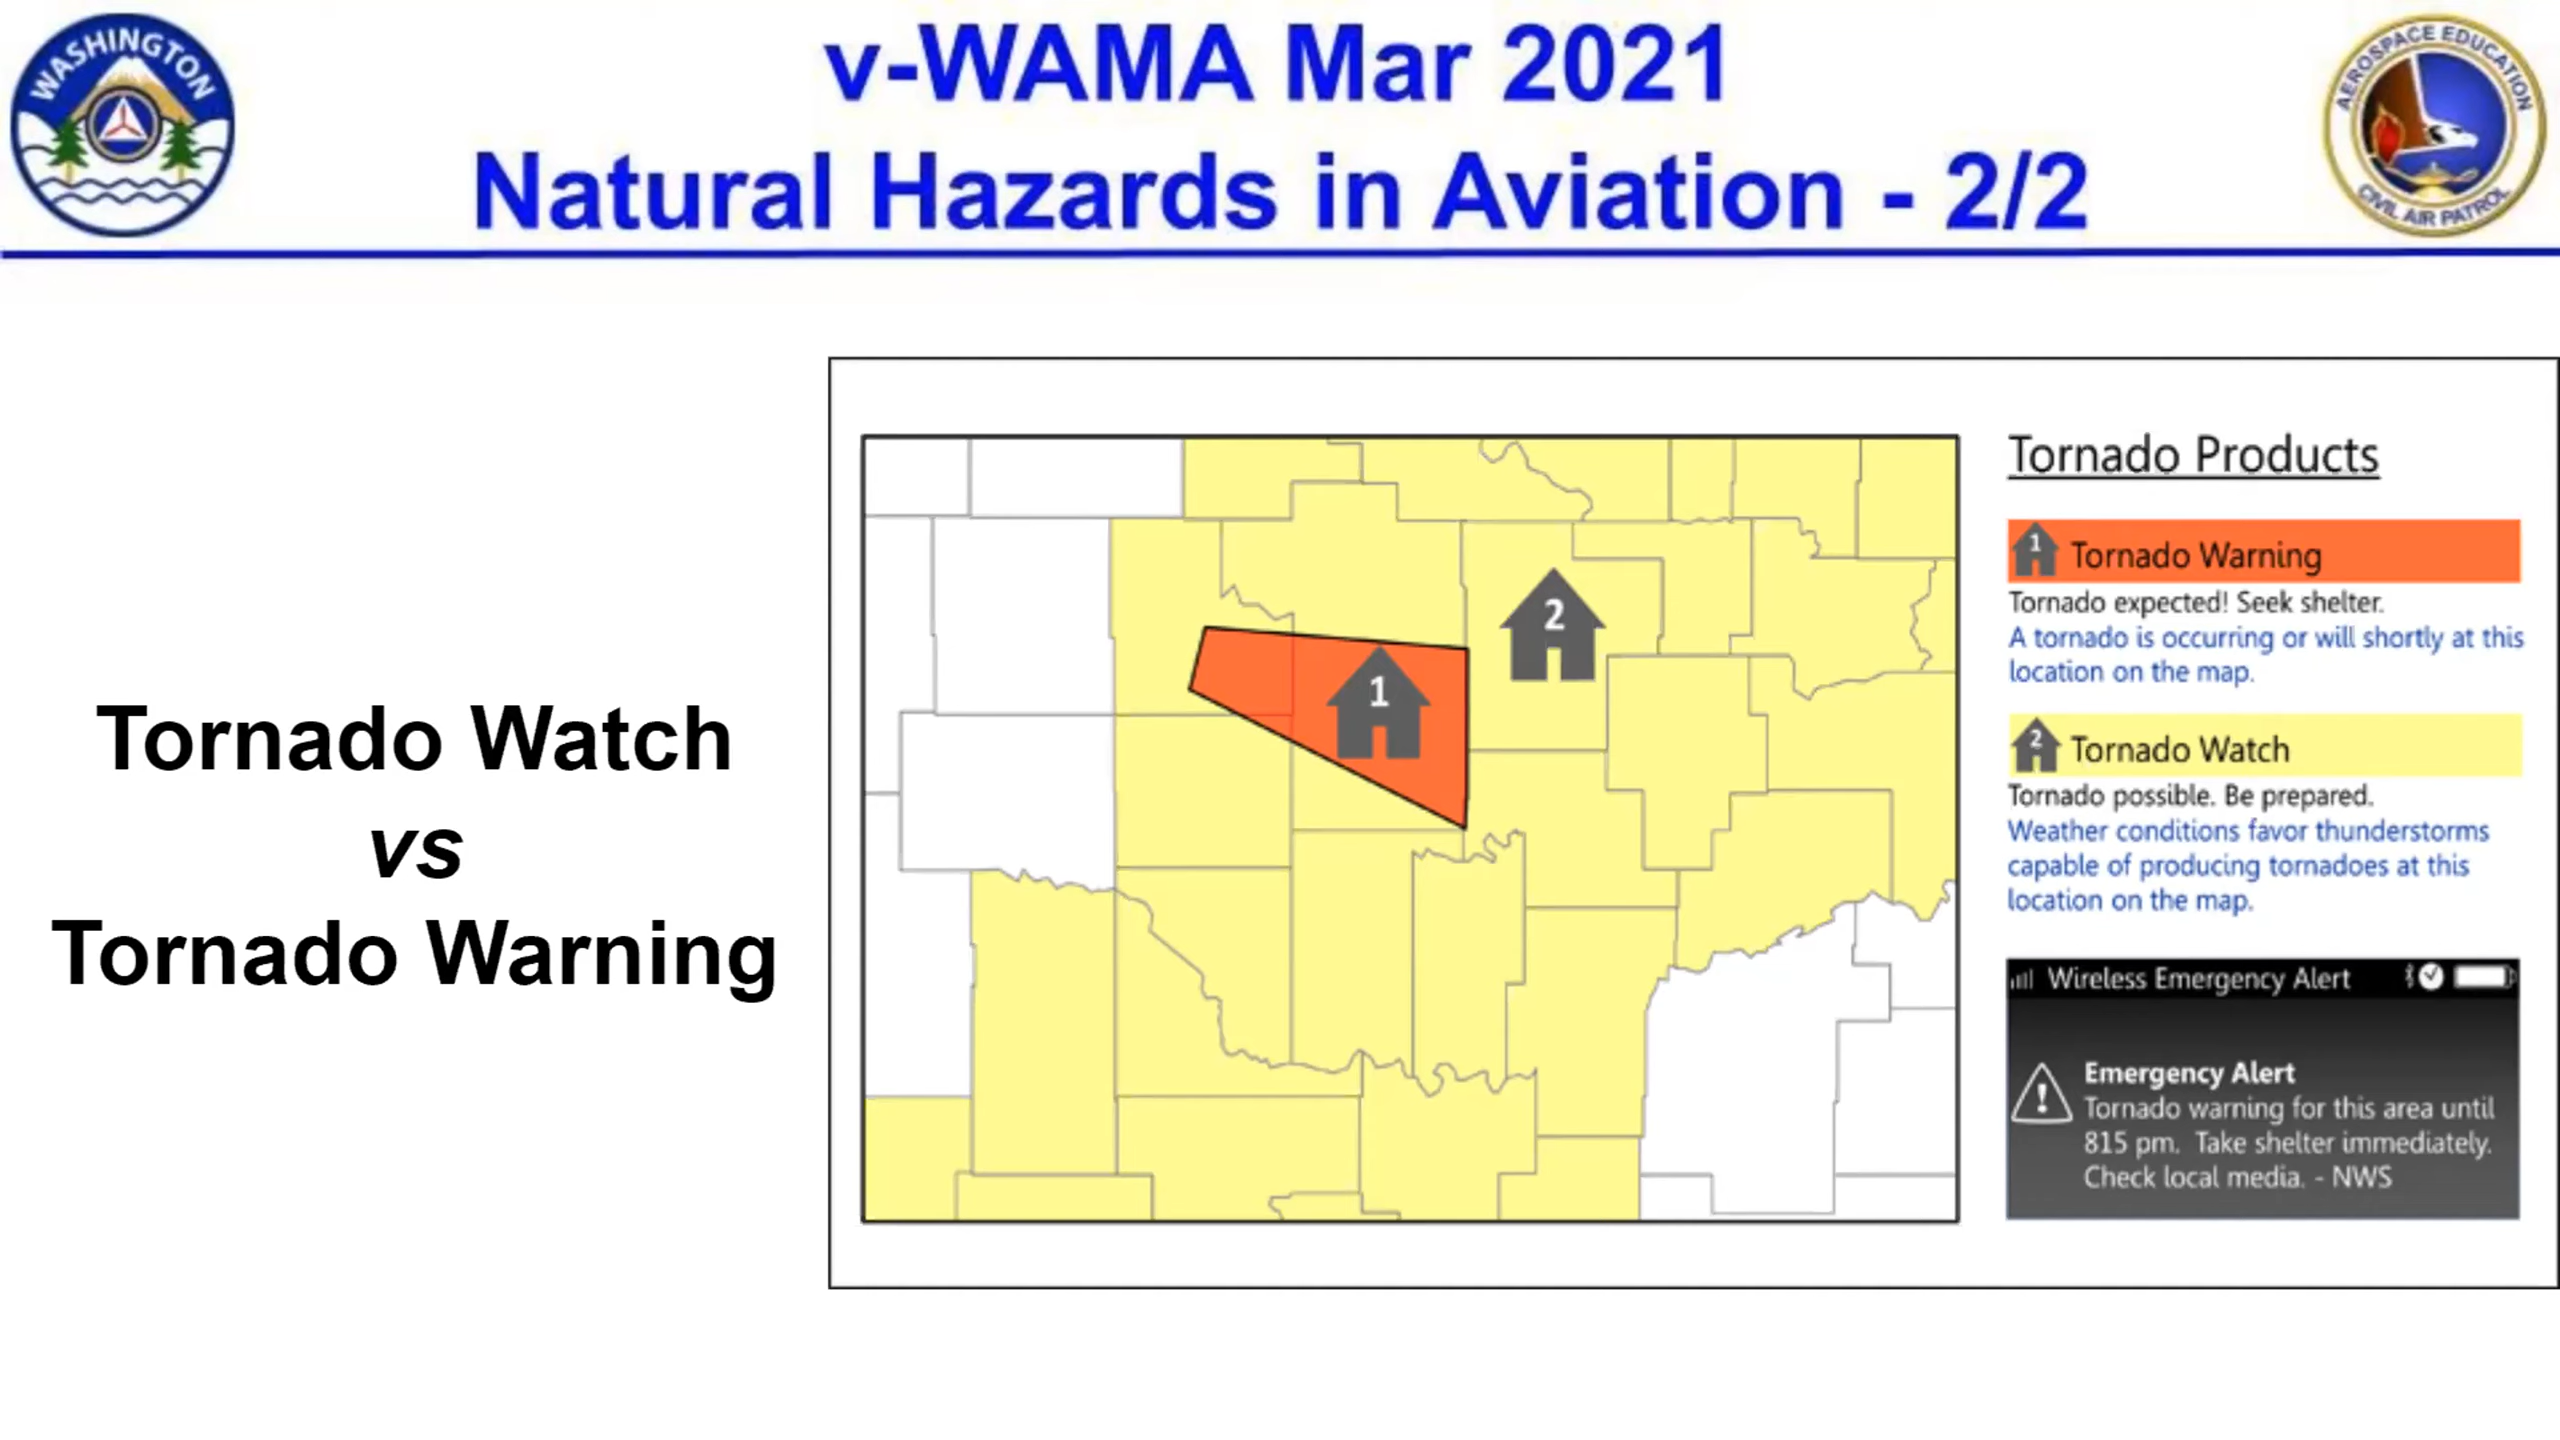 WASHINGTON
v-WAMA Mar 2021
Natural Hazards in Aviation - 2/2
AEROSPACE EDUCATION
CIVIL AIR PATROL
Tornado Watch
vs
Tornado Warning
1
2
Tornado Products
1 Tornado Warning
Tornado expected! Seek shelter.
A tornado is occurring or will shortly at this
location on the map.
2 Tornado Watch
Tornado possible. Be prepared.
Weather conditions favor thunderstorms
capable of producing tornadoes at this
location on the map.
Wireless Emergency Alert
Emergency Alert
Tornado warning for this area until
815 pm. Take shelter immediately.
Check local media. - NWS